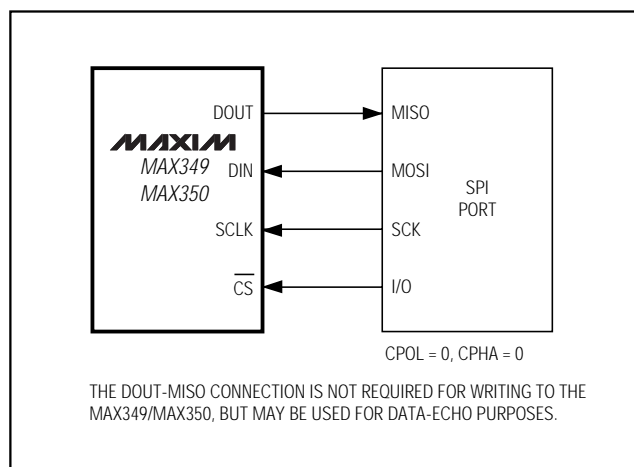 DOUT
MISO
MAXIM
MAX349
MAX350
DIN
MOSI
SPI
PORT
SCLK
SCK
CS
I/O
CPOL = 0, CPHA = 0
THE DOUT-MISO CONNECTION IS NOT REQUIRED FOR WRITING TO THE
MAX349/MAX350, BUT MAY BE USED FOR DATA-ECHO PURPOSES.